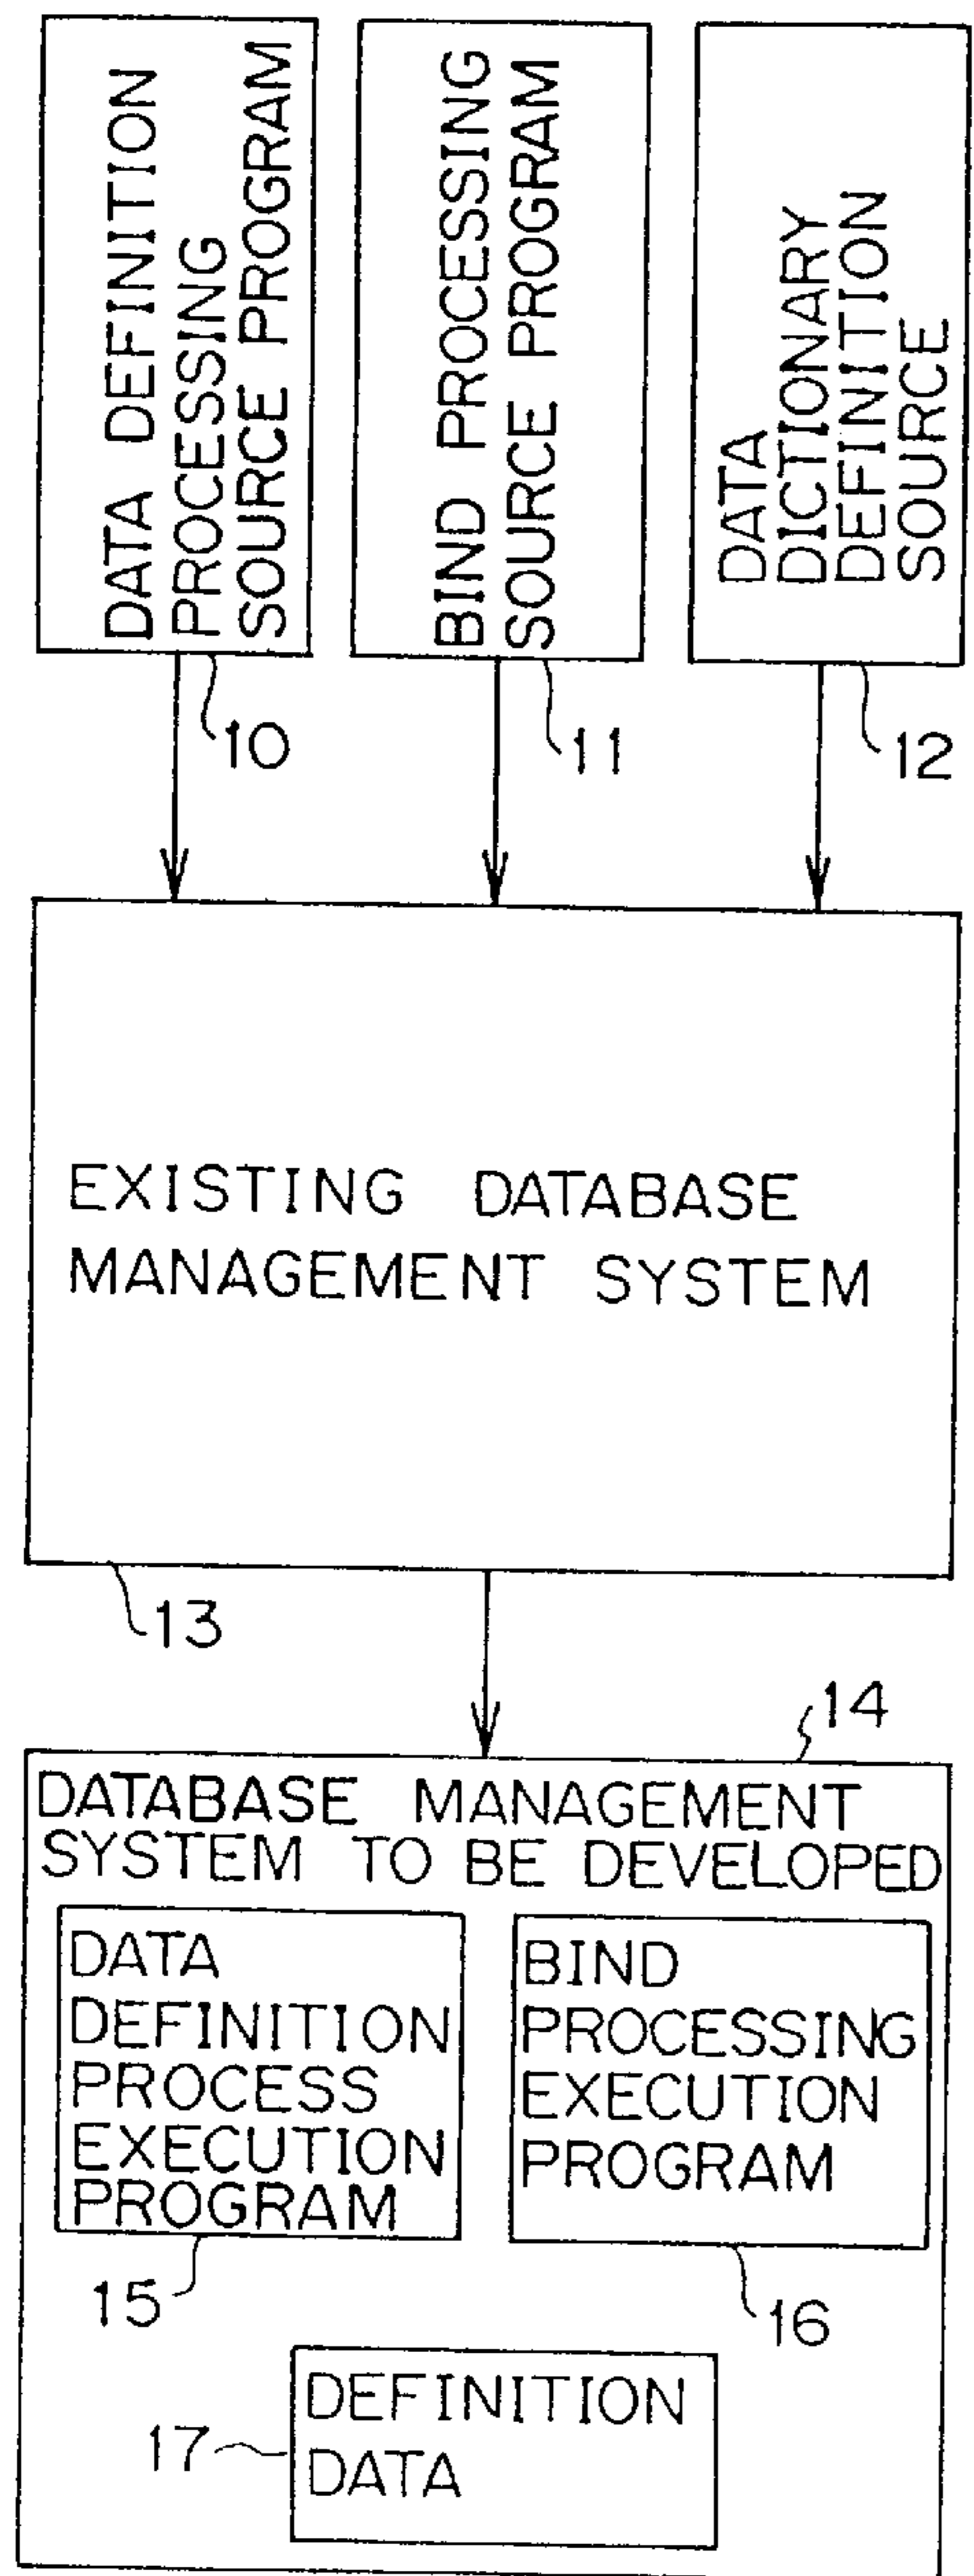 DATA DEFINITION
PROCESSING
SOURCE PROGRAM
10
BIND PROCESSING
SOURCE PROGRAM
11
DATA
DICTIONARY
DEFINITION
SOURCE
12
EXISTING DATABASE
MANAGEMENT SYSTEM
13
14
DATABASE MANAGEMENT
SYSTEM TO BE DEVELOPED
DATA
DEFINITION
PROCESS
EXECUTION
PROGRAM
15
BIND
PROCESSING
EXECUTION
PROGRAM
16
17
DEFINITION
DATA